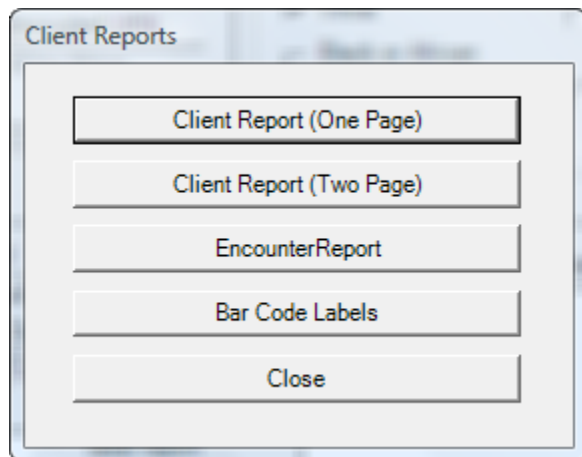 Client Reports
Client Report (One Page)
Client Report (Two Page)
EncounterReport
Bar Code Labels
Close